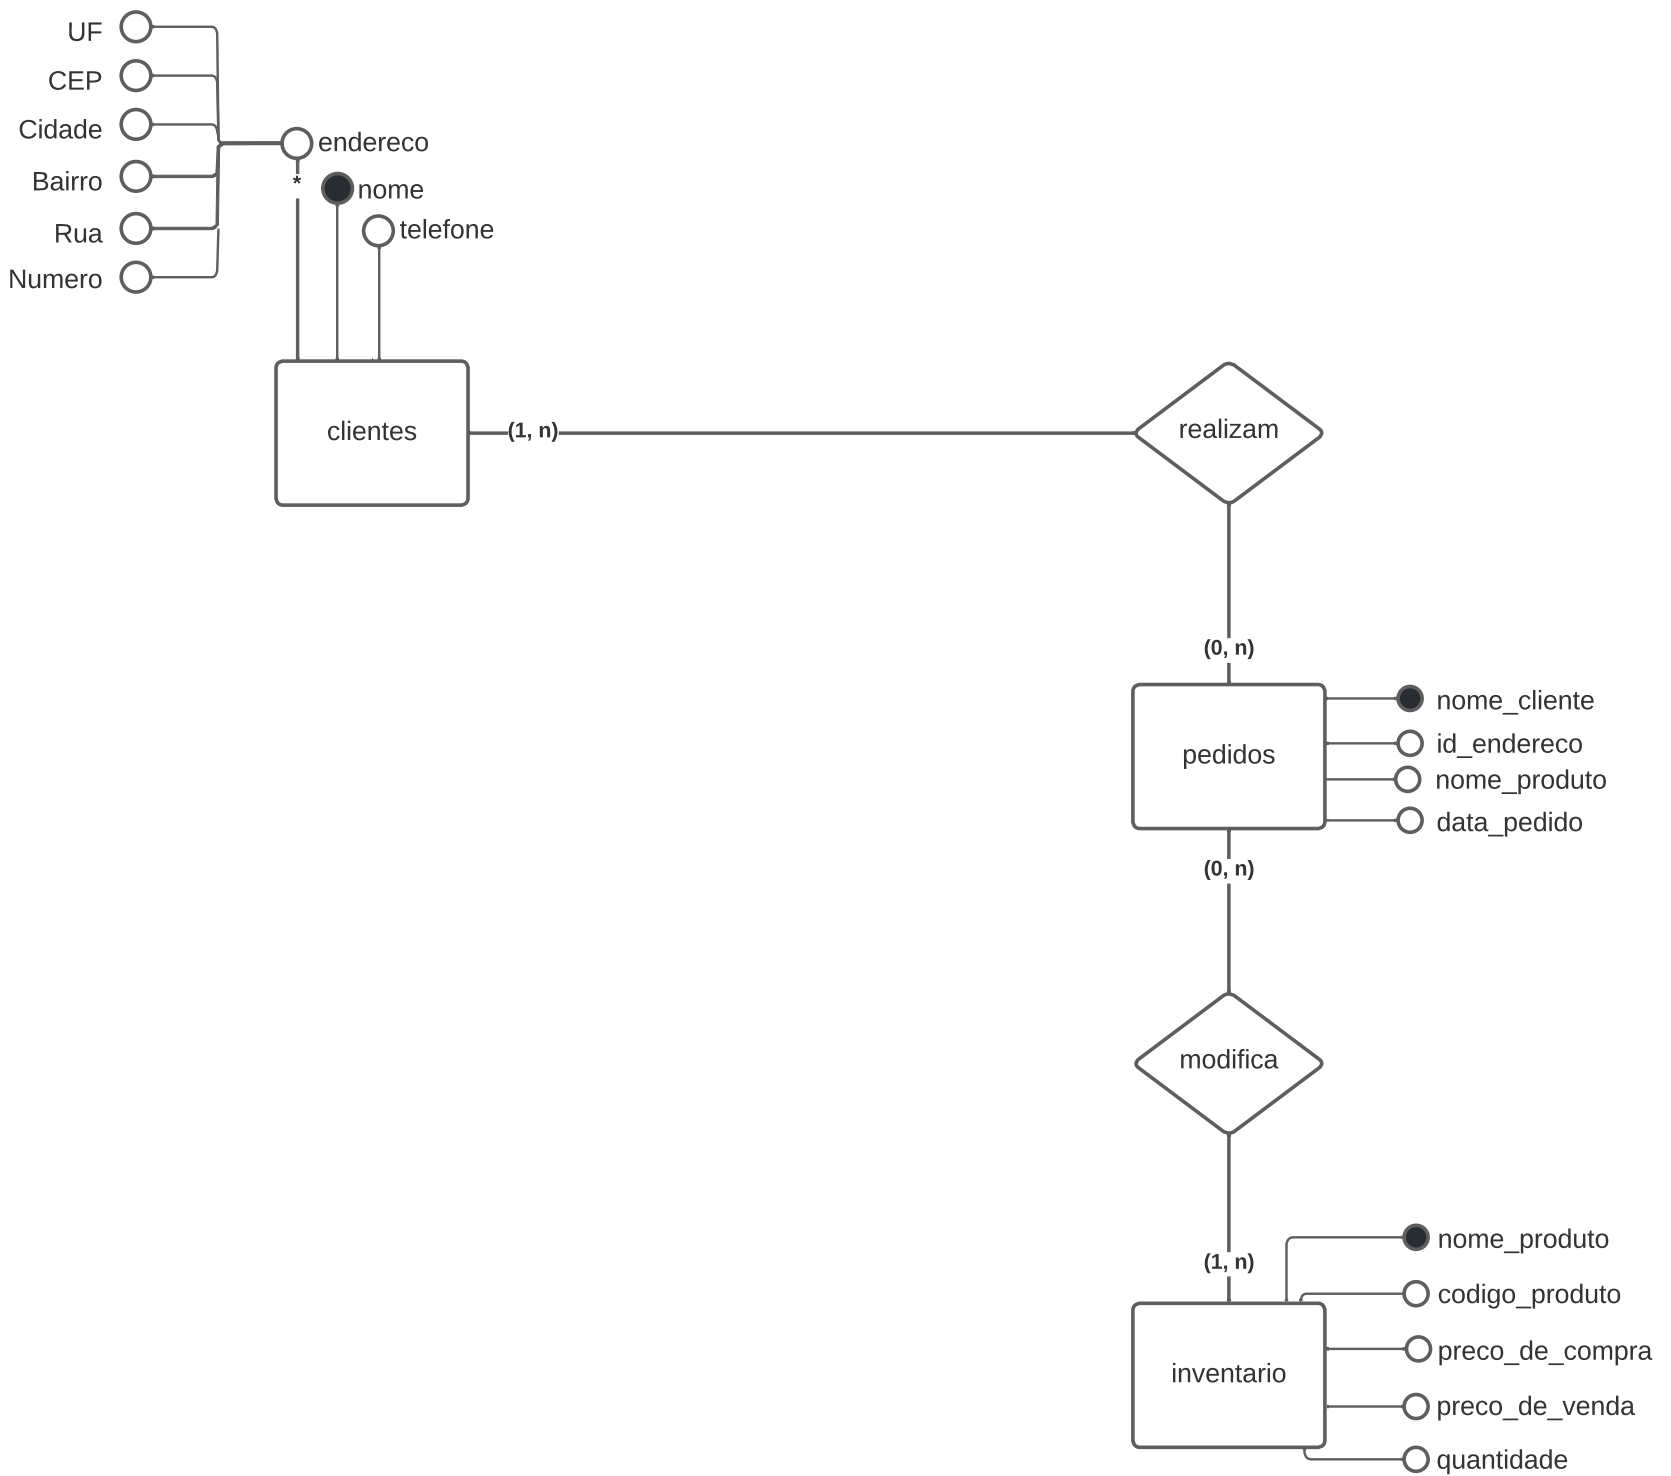 UF
CEP
Cidade
Bairro
Rua
Numero
endereco
*
nome
telefone
clientes
(1, n)
realizam
(0, n)
pedidos
nome_cliente
id_endereco
nome_produto
data_pedido
(0, n)
modifica
(1, n)
inventario
nome_produto
codigo_produto
preco_de_compra
preco_de_venda
quantidade